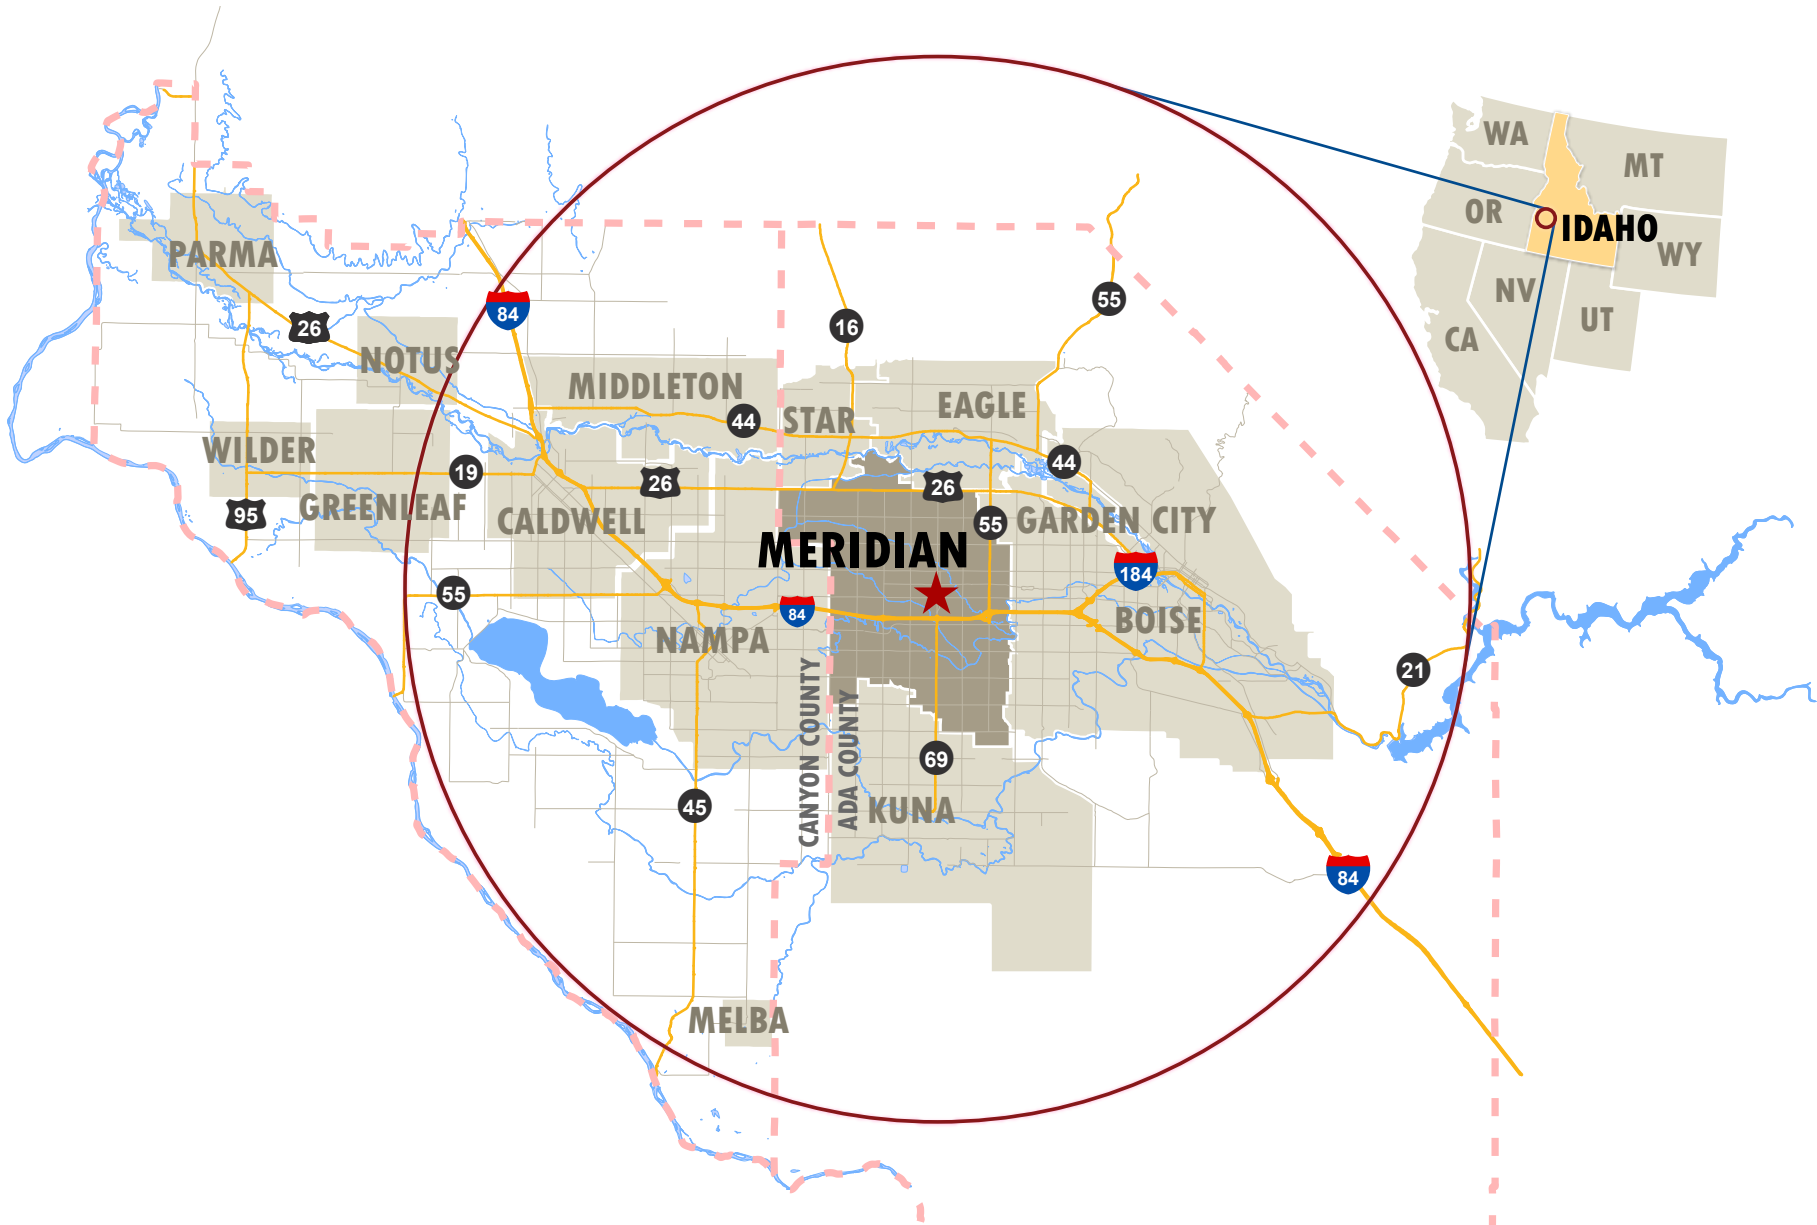 WA
MT
OR
IDAHO
WY
NV
UT
CA
PARMA
26
84
16
55
NOTUS
MIDDLETON
44
STAR
EAGLE
WILDER
19
26
44
26
95
GREENLEAF
CALDWELL
55
GARDEN CITY
MERIDIAN
184
55
84
NAMPA
BOISE
21
CANYON COUNTY
ADA COUNTY
69
45
KUNA
84
MELBA